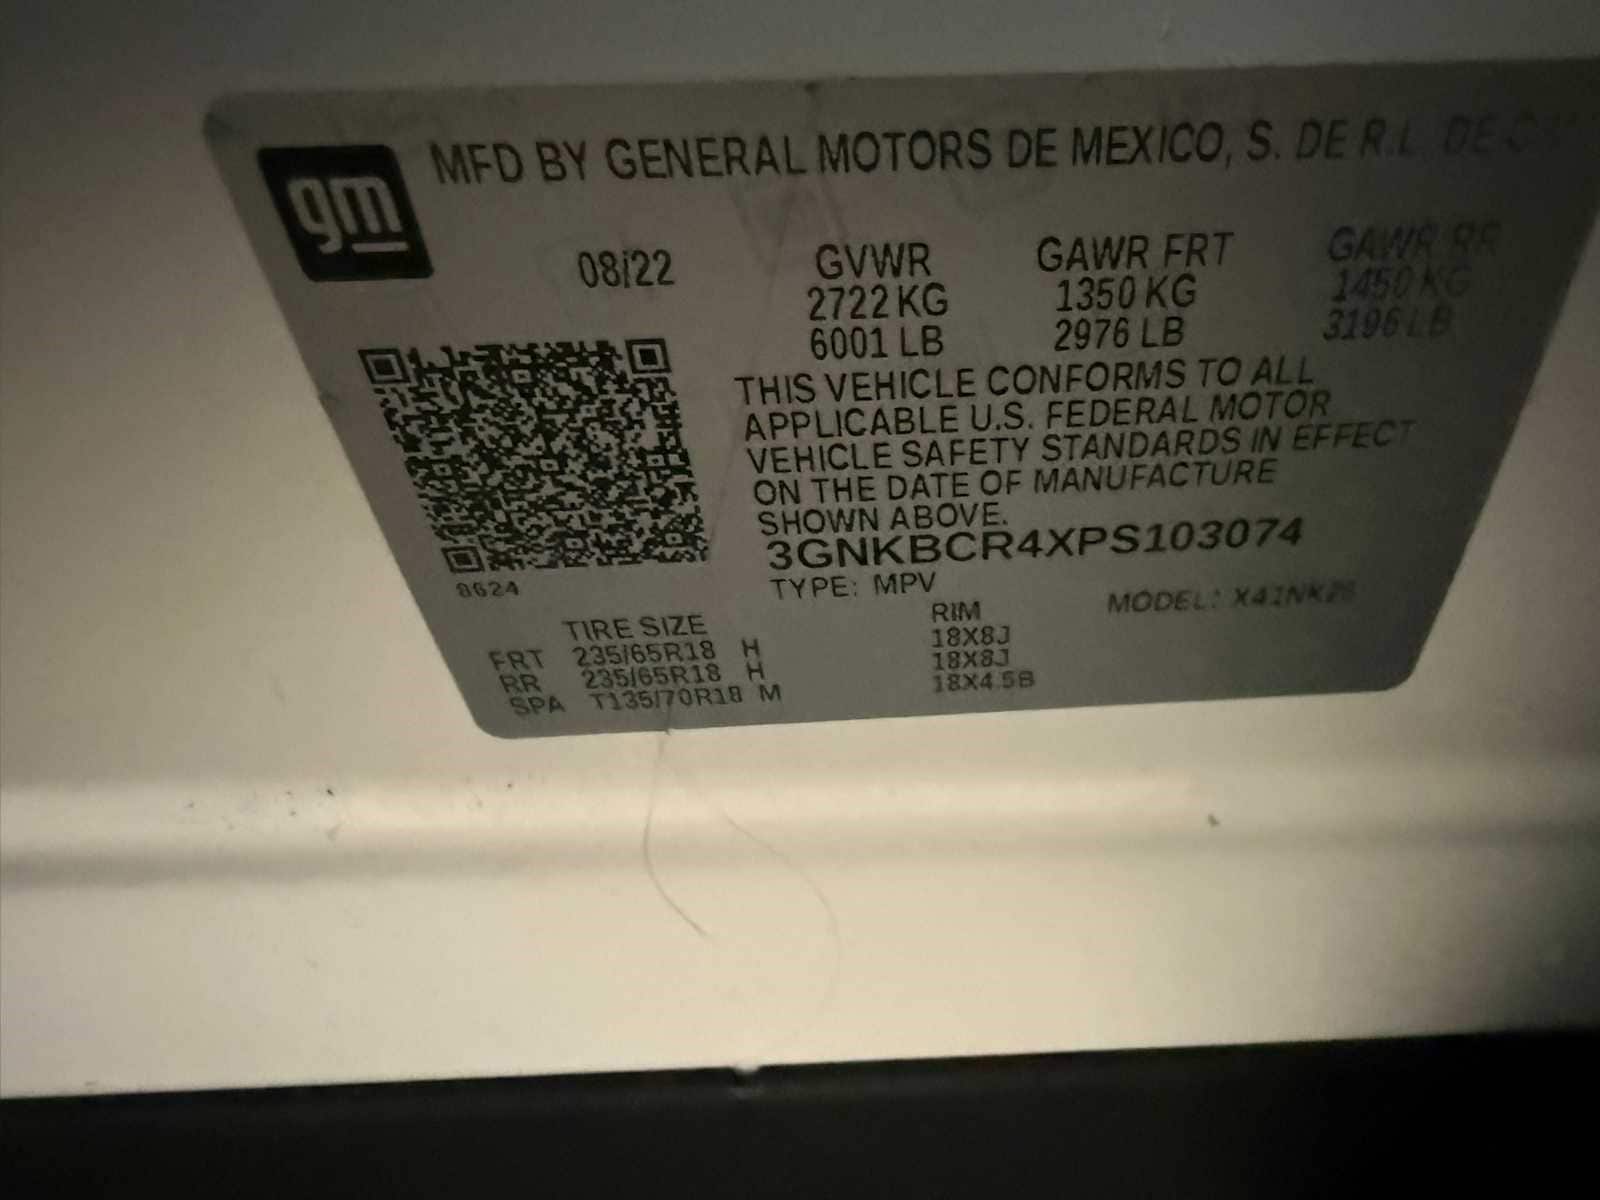 gm
MFD BY GENERAL MOTORS DE MEXICO, S. DE R.L. DE
08/22
GVWR GAWR FRT GAWR RR
2722 KG 1350 KG 1450 KG
6001 LB 2976 LB 3196 LB
THIS VEHICLE CONFORMS TO ALL
APPLICABLE U.S. FEDERAL MOTOR
VEHICLE SAFETY STANDARDS IN EFFECT
ON THE DATE OF MANUFACTURE
SHOWN ABOVE.
3GNKBCR4XPS103074
8624
TYPE: MPV MODEL:
TIRE SIZE RIM
FRT 235/65R18 H 18X8J
RR 235/65R18 H 18X8J
SPA T135/70R18 M 18X4.5B